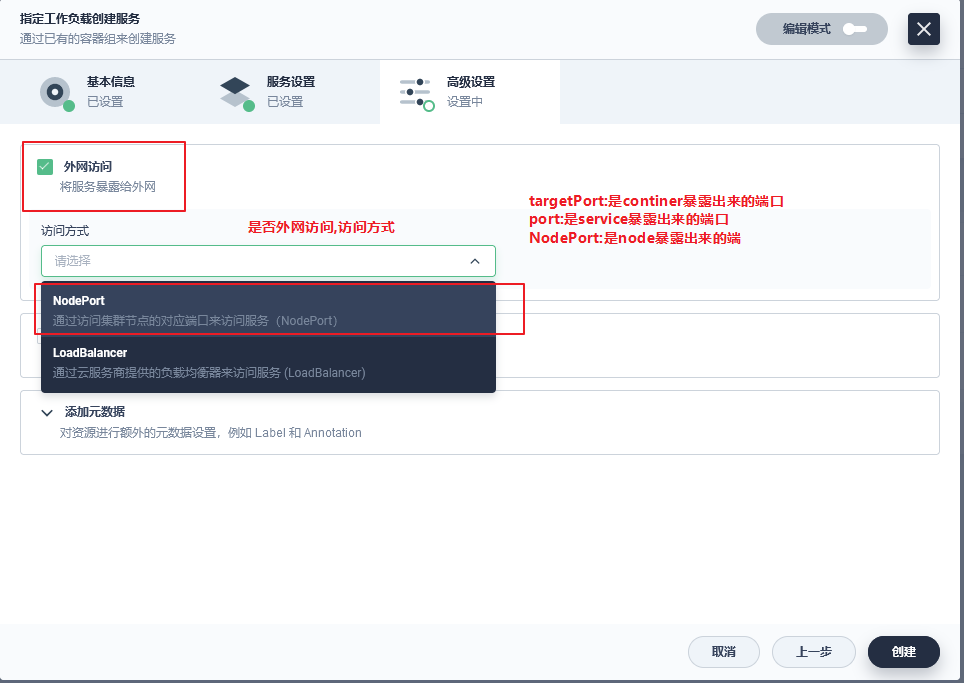 指定工作负载创建服务
通过已有的容器组来创建服务
编辑模式
基本信息
已设置
服务设置
已设置
高级设置
设置中
外网访问
将服务暴露给外网
访问方式
是否外网访问,访问方式
targetPort:是continer暴露出来的端口
port:是service暴露出来的端口
NodePort:是node暴露出来的端
请选择
NodePort
通过访问集群节点的对应端口来访问服务（NodePort）
LoadBalancer
通过云服务商提供的负载均衡器来访问服务 (LoadBalancer)
添加元数据
对资源进行额外的元数据设置，例如 Label 和 Annotation
取消
上一步
创建